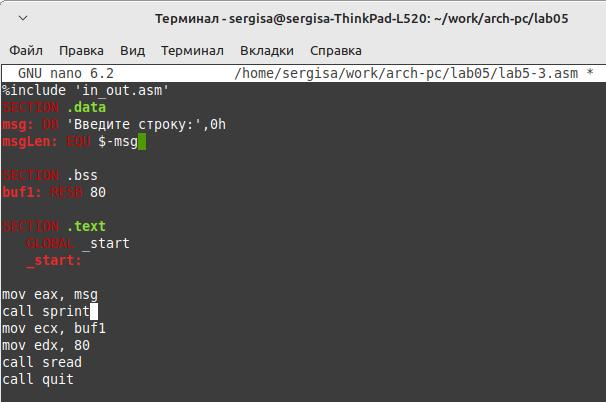 Терминал - sergisa@sergisa-ThinkPad-L520: ~/work/arch-pc/lab05
Файл Правка Вид Терминал Вкладки Справка
GNU nano 6.2 /home/sergisa/work/arch-pc/lab05/lab5-3.asm *
%include 'in_out.asm'
SECTION .data
msg: DB 'Введите строку:',0h
msgLen: EQU $-msg
SECTION .bss
buf1: RESB 80
SECTION .text
GLOBAL _start
_start:
mov eax, msg
call sprint
mov ecx, buf1
mov edx, 80
call sread
call quit